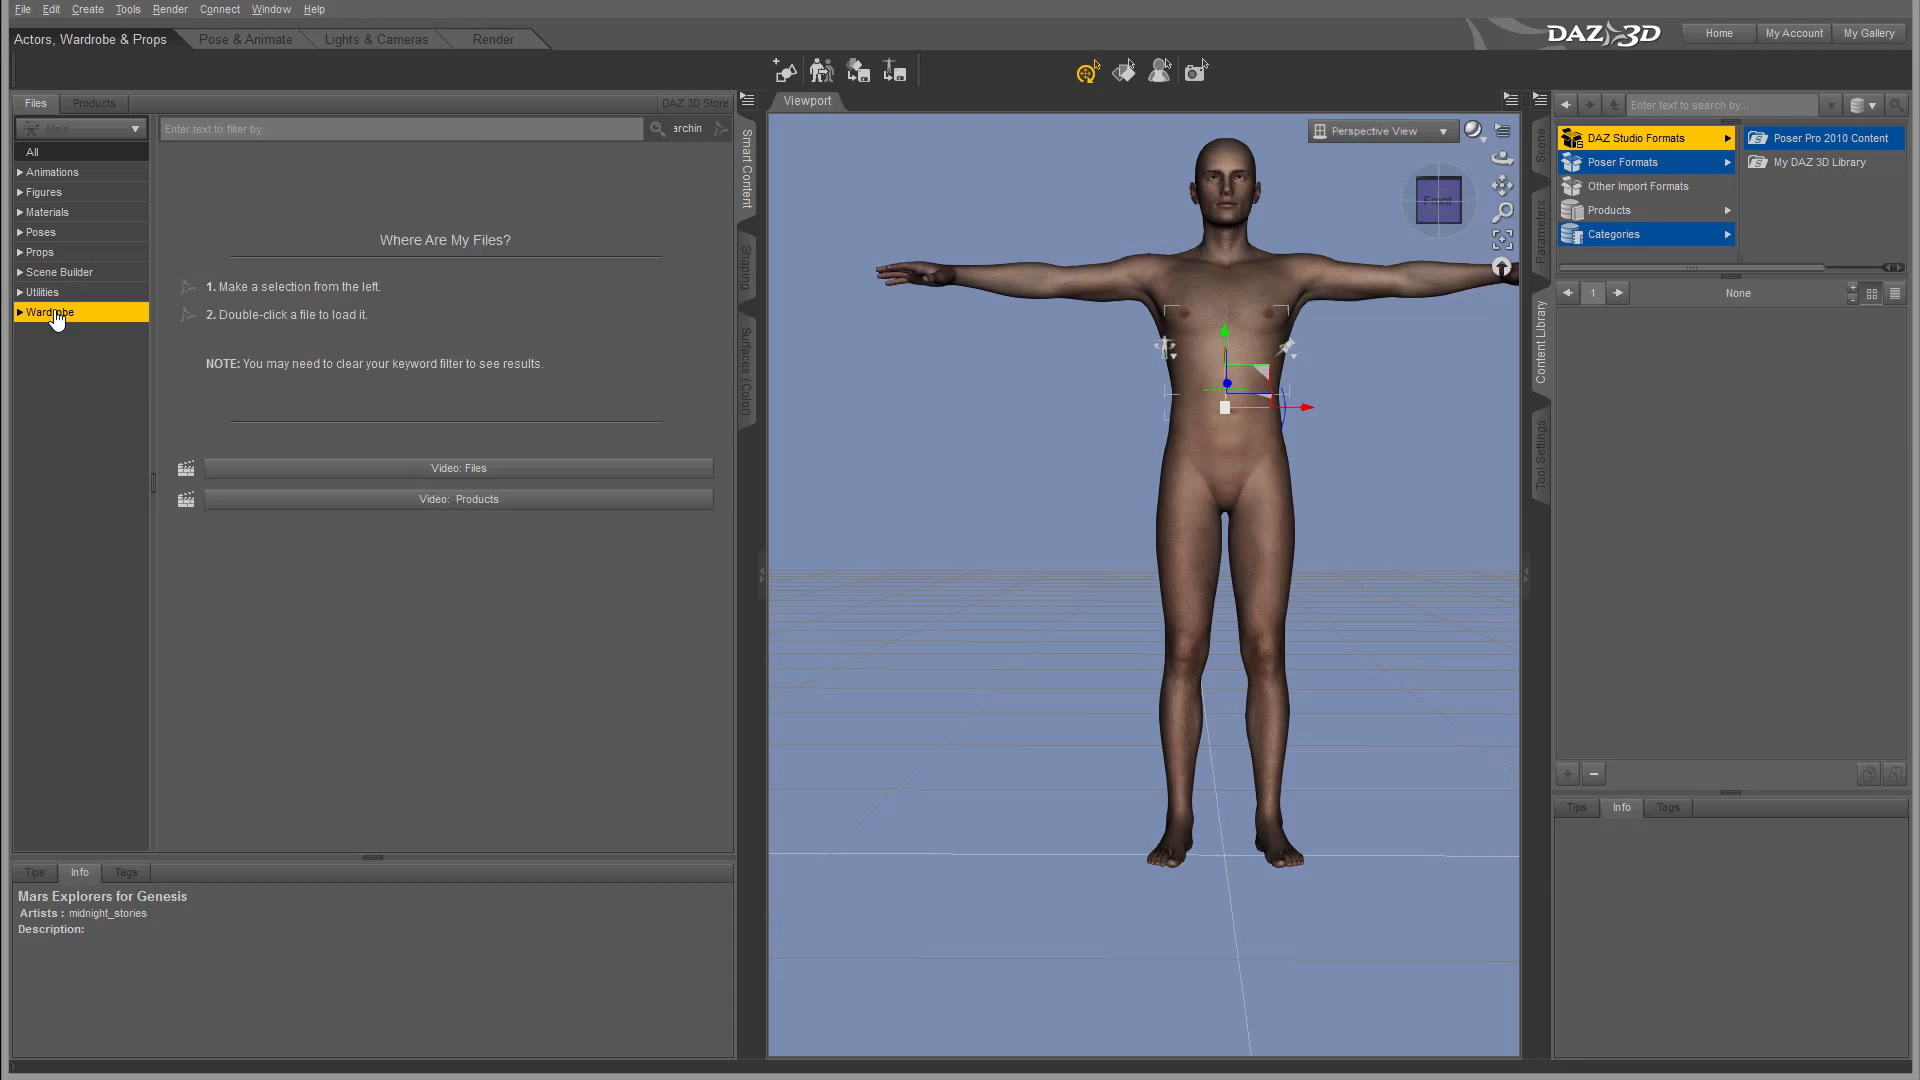 File Edit Create Tools Render Connect Window Help
Actors, Wardrobe & Props Pose & Animate Lights & Cameras Render
DAZ 3D Home My Account My Gallery
Files Products DAZ 3D Store
Viewport
Enter text to search by...
Male Enter text to filter by... archin
Perspective View
All
Animations
Figures
Materials
Poses
Props
Scene Builder
Utilities
Wardrobe
Where Are My Files?
1. Make a selection from the left.
2. Double-click a file to load it.
NOTE: You may need to clear your keyword filter to see results.
Video: Files
Video: Products
Smart Content
Shaping
Surfaces (Color)
Front
Scene
Parameters
Content Library
Tool Settings
DAZ Studio Formats
Poser Formats
Other Import Formats
Products
Categories
Poser Pro 2010 Content
My DAZ 3D Library
1 None
Tips Info Tags
Tips Info Tags
Mars Explorers for Genesis
Artists : midnight_stories
Description: